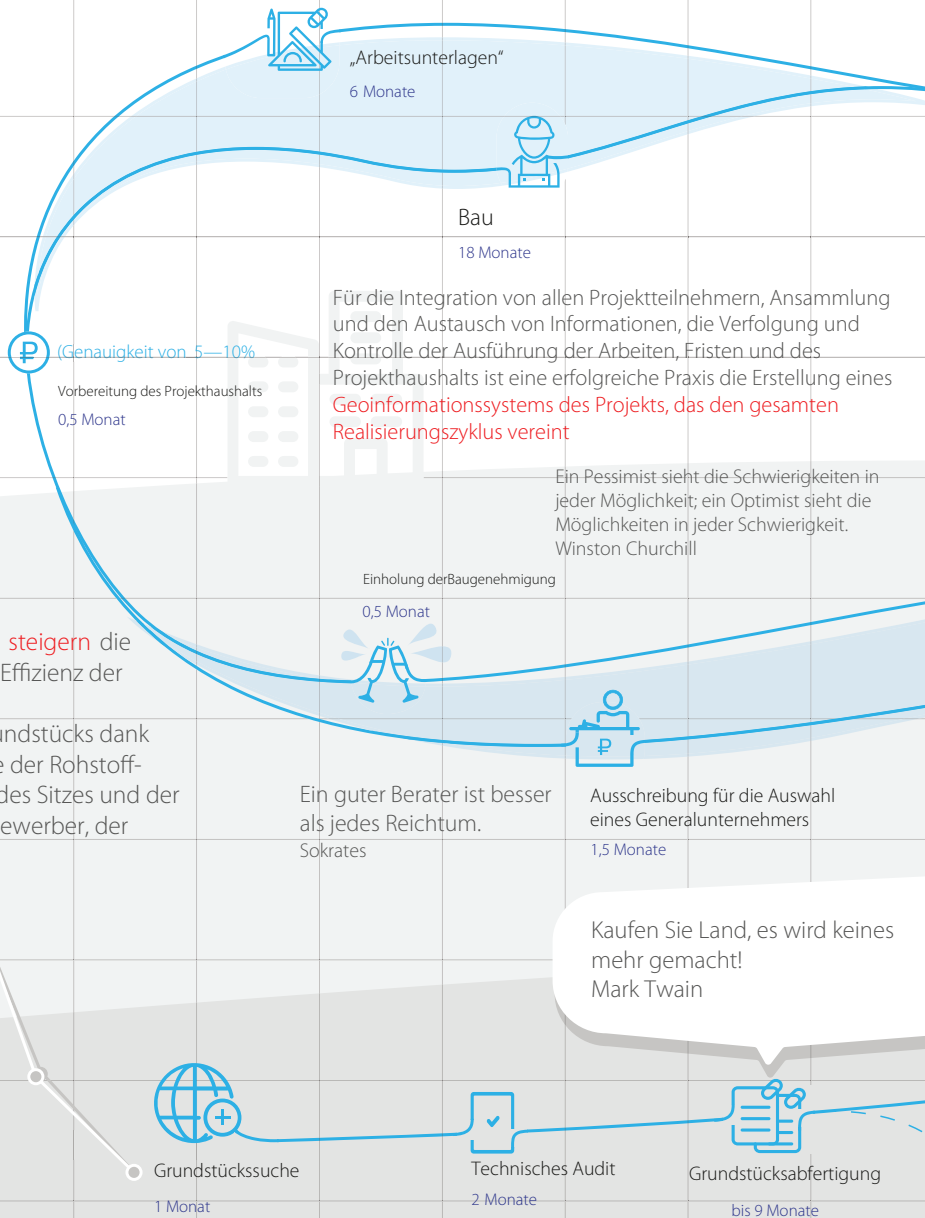 „Arbeitsunterlagen“
6 Monate
Bau
18 Monate
Für die Integration von allen Projektteilnehmern, Ansammlung
und den Austausch von Informationen, die Verfolgung und
Kontrolle der Ausführung der Arbeiten, Fristen und des
Projekthaushalts ist eine erfolgreiche Praxis die Erstellung eines
Geoinformationssystems des Projekts, das den gesamten
Realisierungszyklus vereint
₽
(Genauigkeit von 5—10%
Vorbereitung des Projekthaushalts
0,5 Monat
Ein Pessimist sieht die Schwierigkeiten in
jeder Möglichkeit; ein Optimist sieht die
Möglichkeiten in jeder Schwierigkeit.
Winston Churchill
Einholung derBaugenehmigung
0,5 Monat
steigern die
Effizienz der
undstücks dank
e der Rohstoff-
des Sitzes und der
ewerber, der
₽
Ein guter Berater ist besser
als jedes Reichtum.
Sokrates
Ausschreibung für die Auswahl
eines Generalunternehmers
1,5 Monate
Kaufen Sie Land, es wird keines
mehr gemacht!
Mark Twain
Grundstückssuche
1 Monat
Technisches Audit
2 Monate
Grundstücksabfertigung
bis 9 Monate